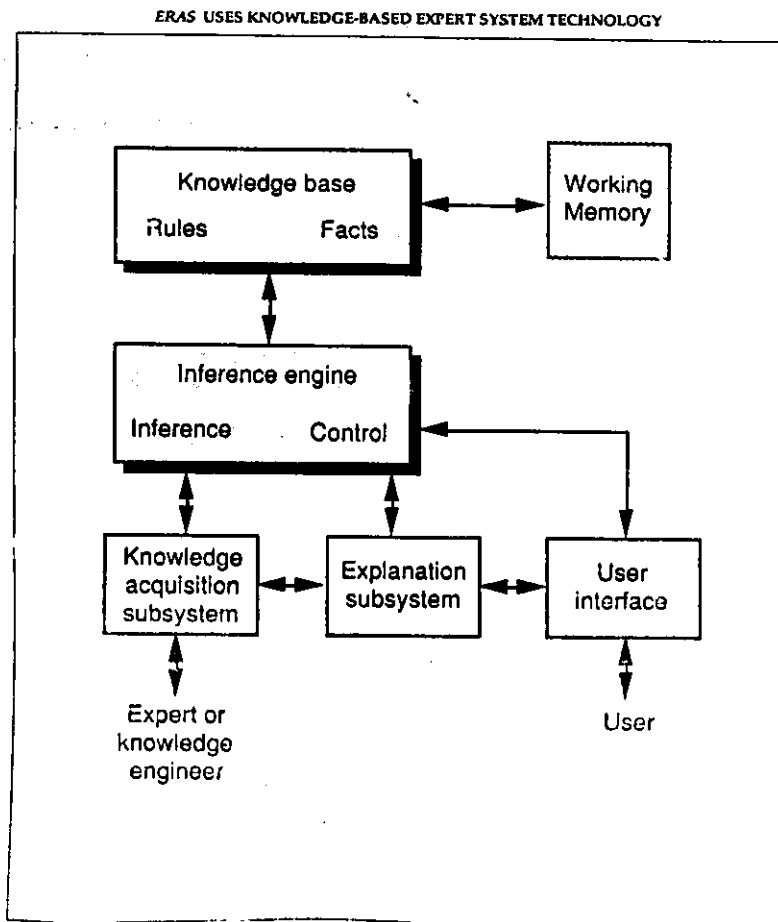 ERAS USES KNOWLEDGE-BASED EXPERT SYSTEM TECHNOLOGY
Knowledge base
Rules Facts
Working
Memory
Inference engine
Inference Control
Knowledge
acquisition
subsystem
Explanation
subsystem
User
interface
Expert or
knowledge
engineer
User